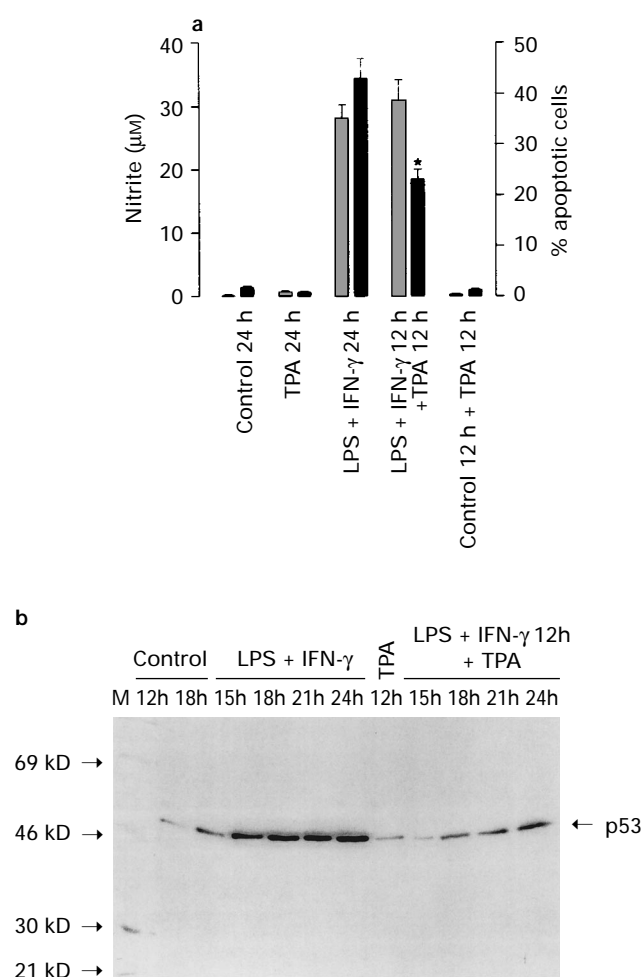 a
40
30
20
10
0
Nitrite (μM)
50
40
30
20
10
0
% apoptotic cells
*
Control 24 h
TPA 24 h
LPS + IFN-γ 24 h
LPS + IFN-γ 12 h
+TPA 12 h
Control 12 h + TPA 12 h
b
Control
LPS + IFN-γ
TPA
LPS + IFN-γ 12h
+ TPA
M 12h 18h 15h 18h 21h 24h 12h 15h 18h 21h 24h
69 kD →
46 kD →
← p53
30 kD →
21 kD →